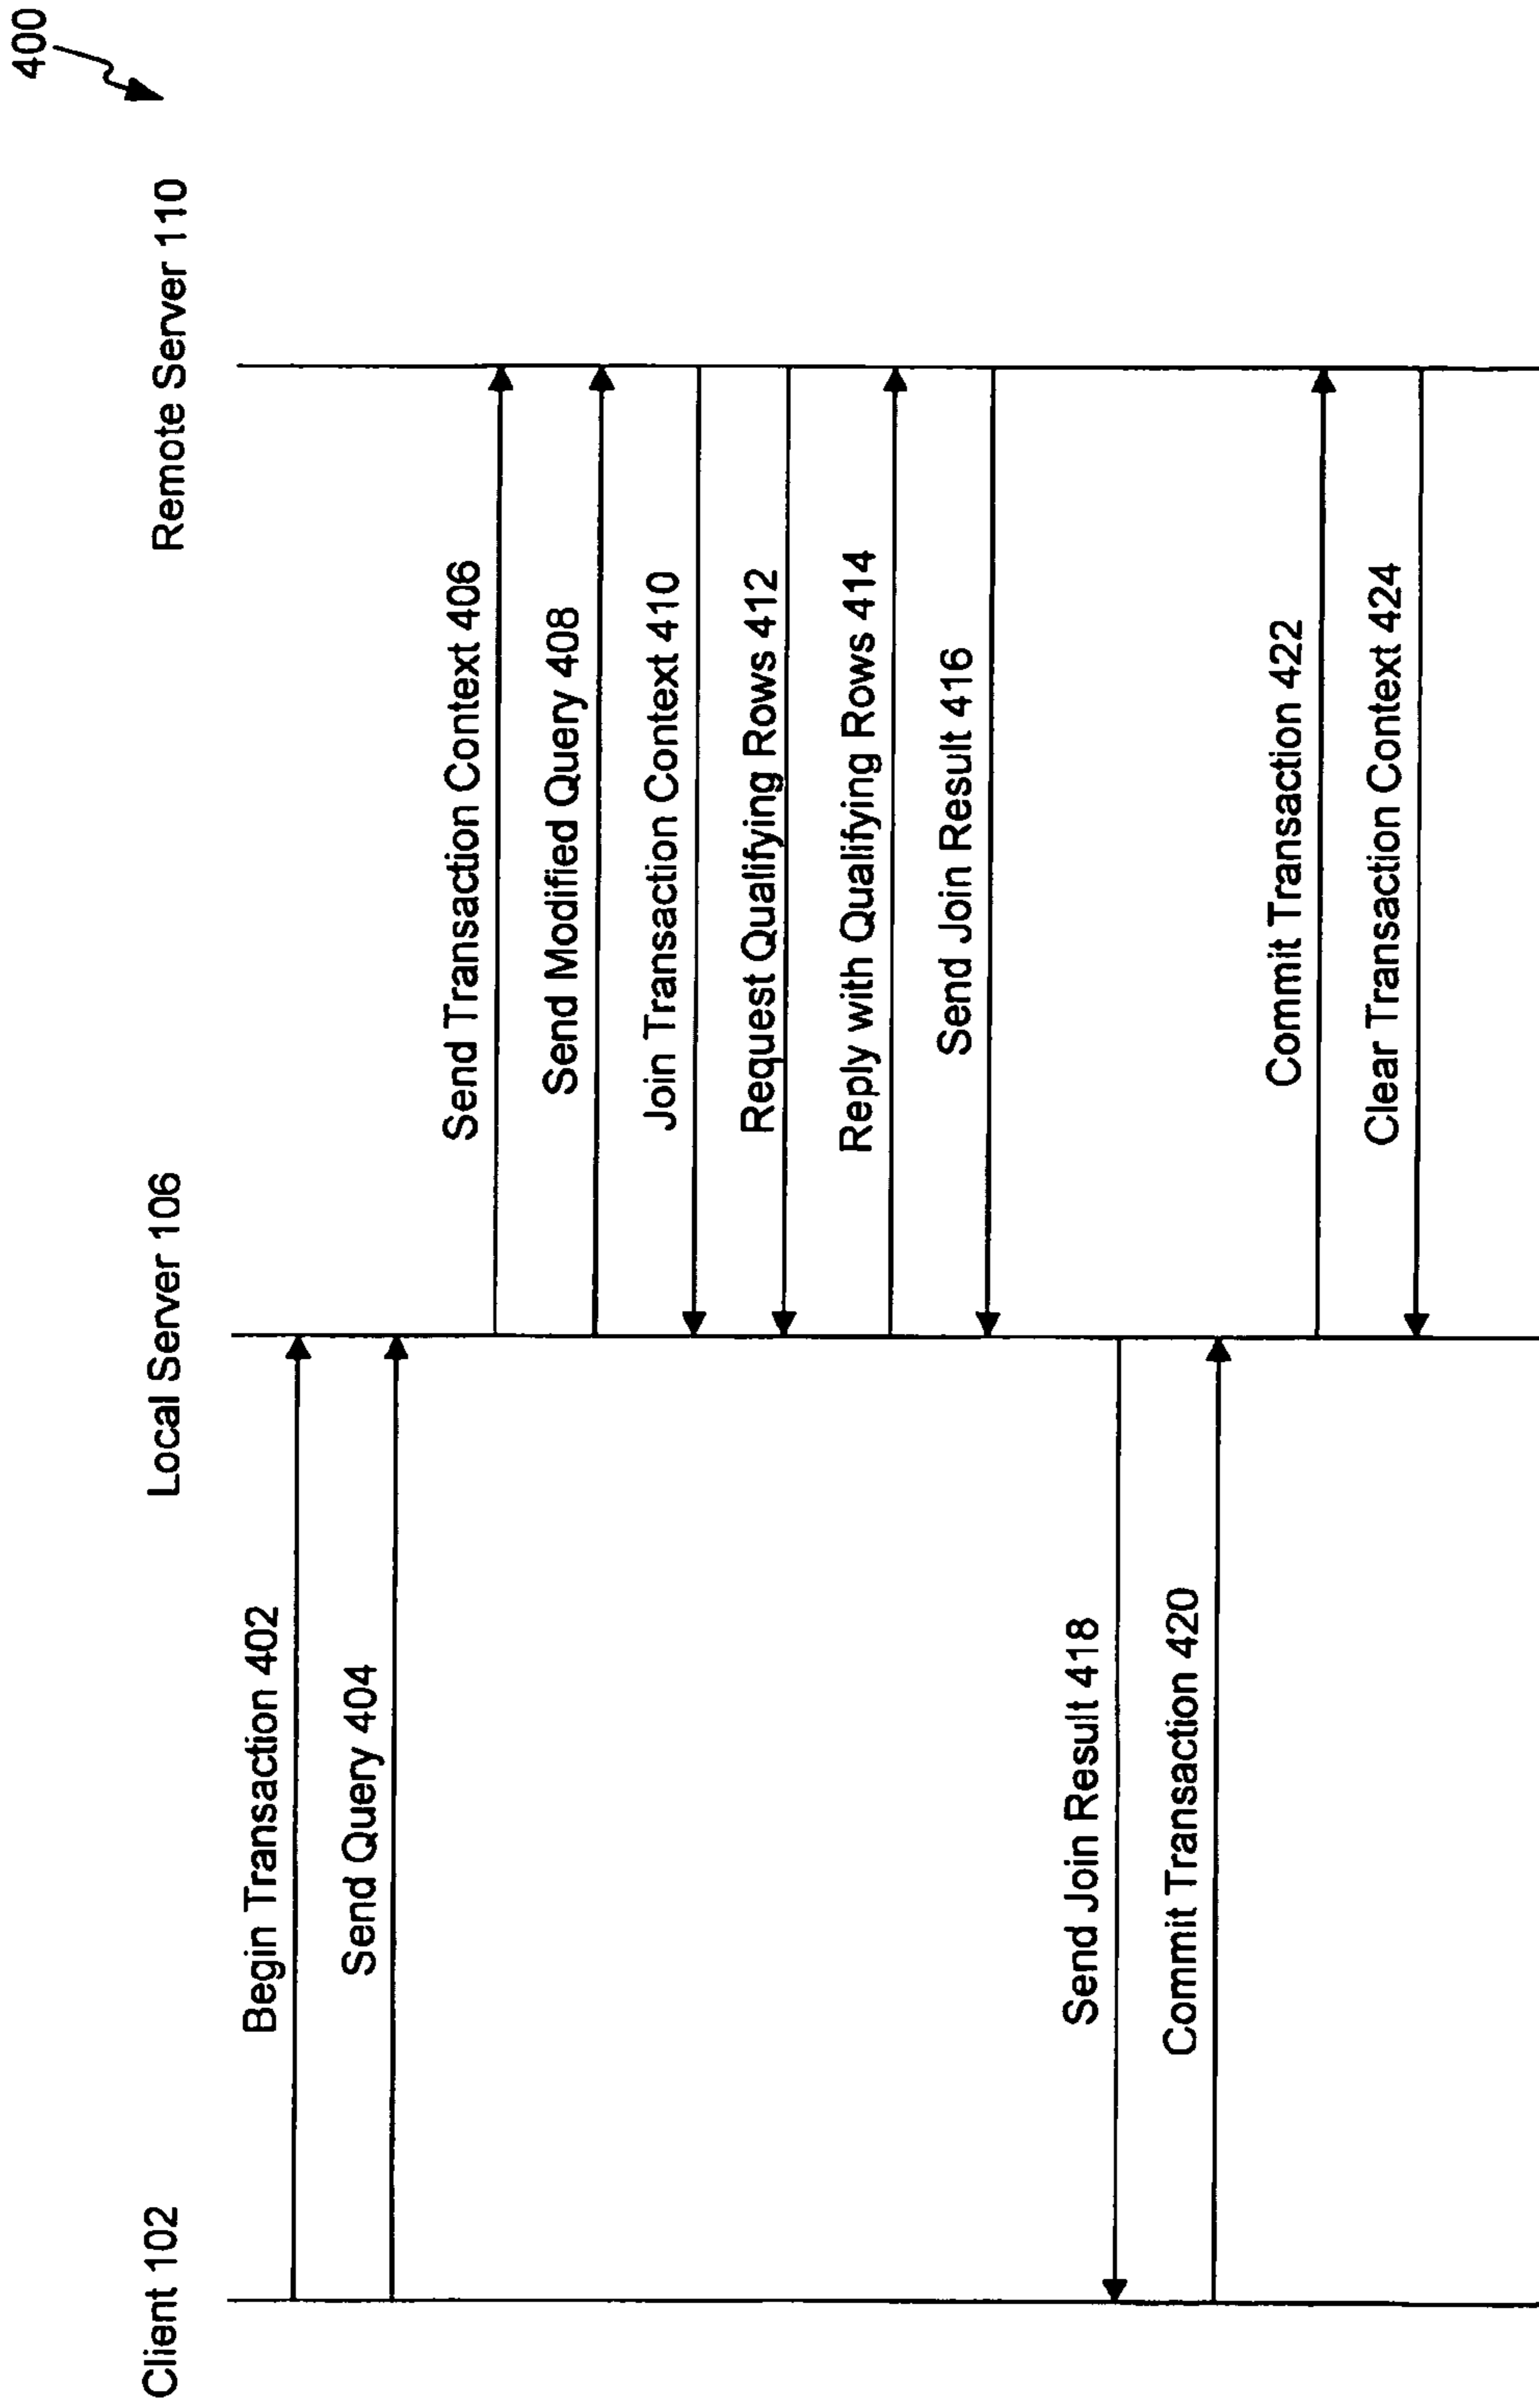 400
Client 102
Local Server 106
Remote Server 110
Begin Transaction 402
Send Query 404
Send Transaction Context 406
Send Modified Query 408
Join Transaction Context 410
Request Qualifying Rows 412
Reply with Qualifying Rows 414
Send Join Result 416
Send Join Result 418
Commit Transaction 420
Commit Transaction 422
Clear Transaction Context 424